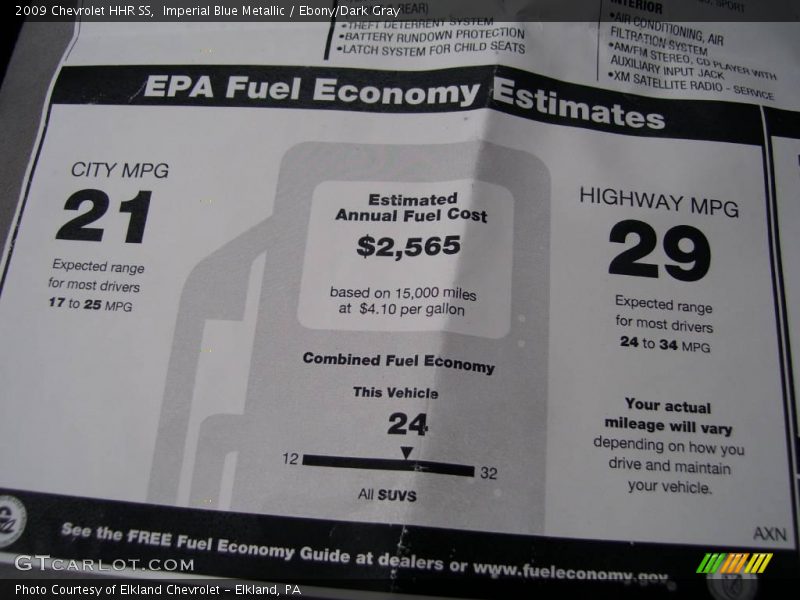 2009 Chevrolet HHR SS,  Imperial Blue Metallic / Ebony/Dark Gray
REAR)
•THEFT DETERRENT SYSTEM
•BATTERY RUNDOWN PROTECTION
•LATCH SYSTEM FOR CHILD SEATS
SPORT
INTERIOR
•AIR CONDITIONING, AIR
FILTRATION SYSTEM
•AM/FM STEREO, CD PLAYER WITH
AUXILIARY INPUT JACK
•XM SATELLITE RADIO - SERVICE
EPA Fuel Economy Estimates
CITY MPG
21
Expected range
for most drivers
17 to 25 MPG
Estimated
Annual Fuel Cost
$2,565
based on 15,000 miles
at $4.10 per gallon
Combined Fuel Economy
This Vehicle
24
12
32
All SUVS
HIGHWAY MPG
29
Expected range
for most drivers
24 to 34 MPG
Your actual
mileage will vary
depending on how you
drive and maintain
your vehicle.
AXN
See the FREE Fuel Economy Guide at dealers or www.fueleconomy.gov
GTCARLOT.COM
Photo Courtesy of Elkland Chevrolet - Elkland, PA